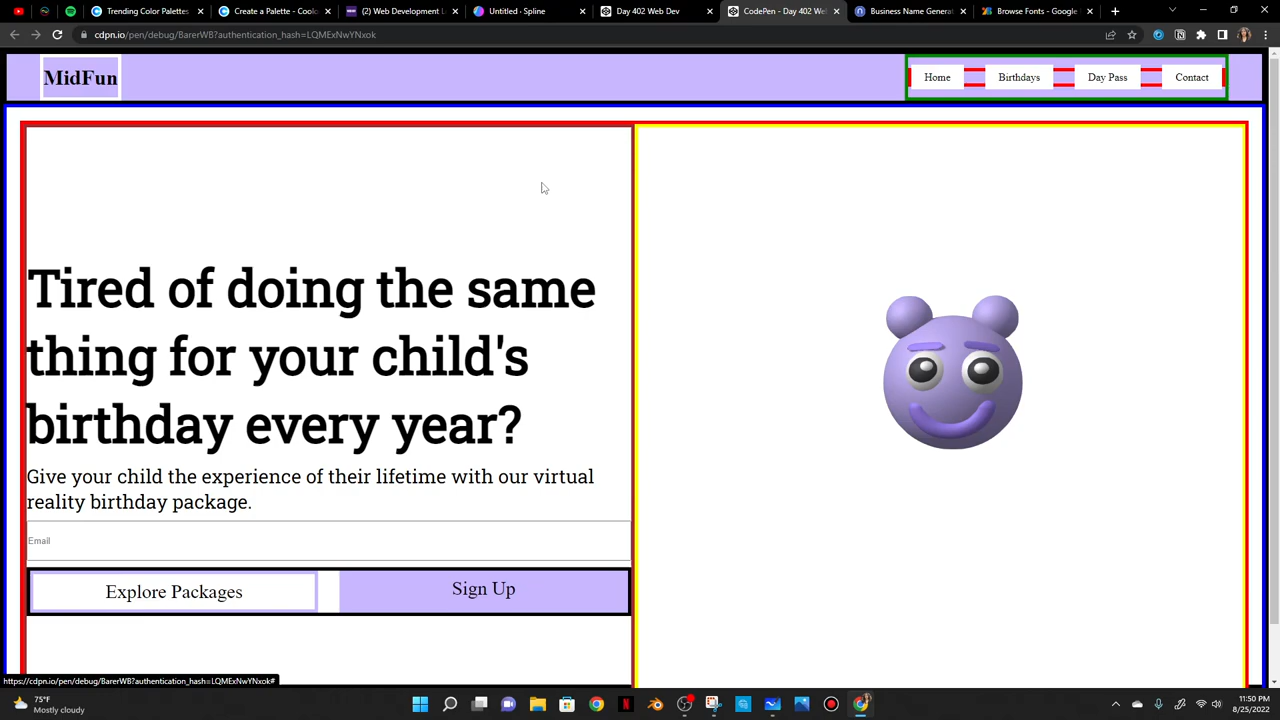 Trending Color Palettes
Create a Palette - Coolo
(2) Web Development L
Untitled - Spline
Day 402 Web Dev
CodePen - Day 402 Web
Business Name Generat
Browse Fonts - Google
cdpn.io/pen/debug/BarerWB?authentication_hash=LQMExNwYNxok
MidFun
Home
Birthdays
Day Pass
Contact
Tired of doing the same
thing for your child's
birthday every year?
Give your child the experience of their lifetime with our virtual
reality birthday package.
Email
Explore Packages
Sign Up
https://cdpn.io/pen/debug/BarerWB?authentication_hash=LQMExNwYNxok#
75°F
Mostly cloudy
11:50 PM
8/25/2022